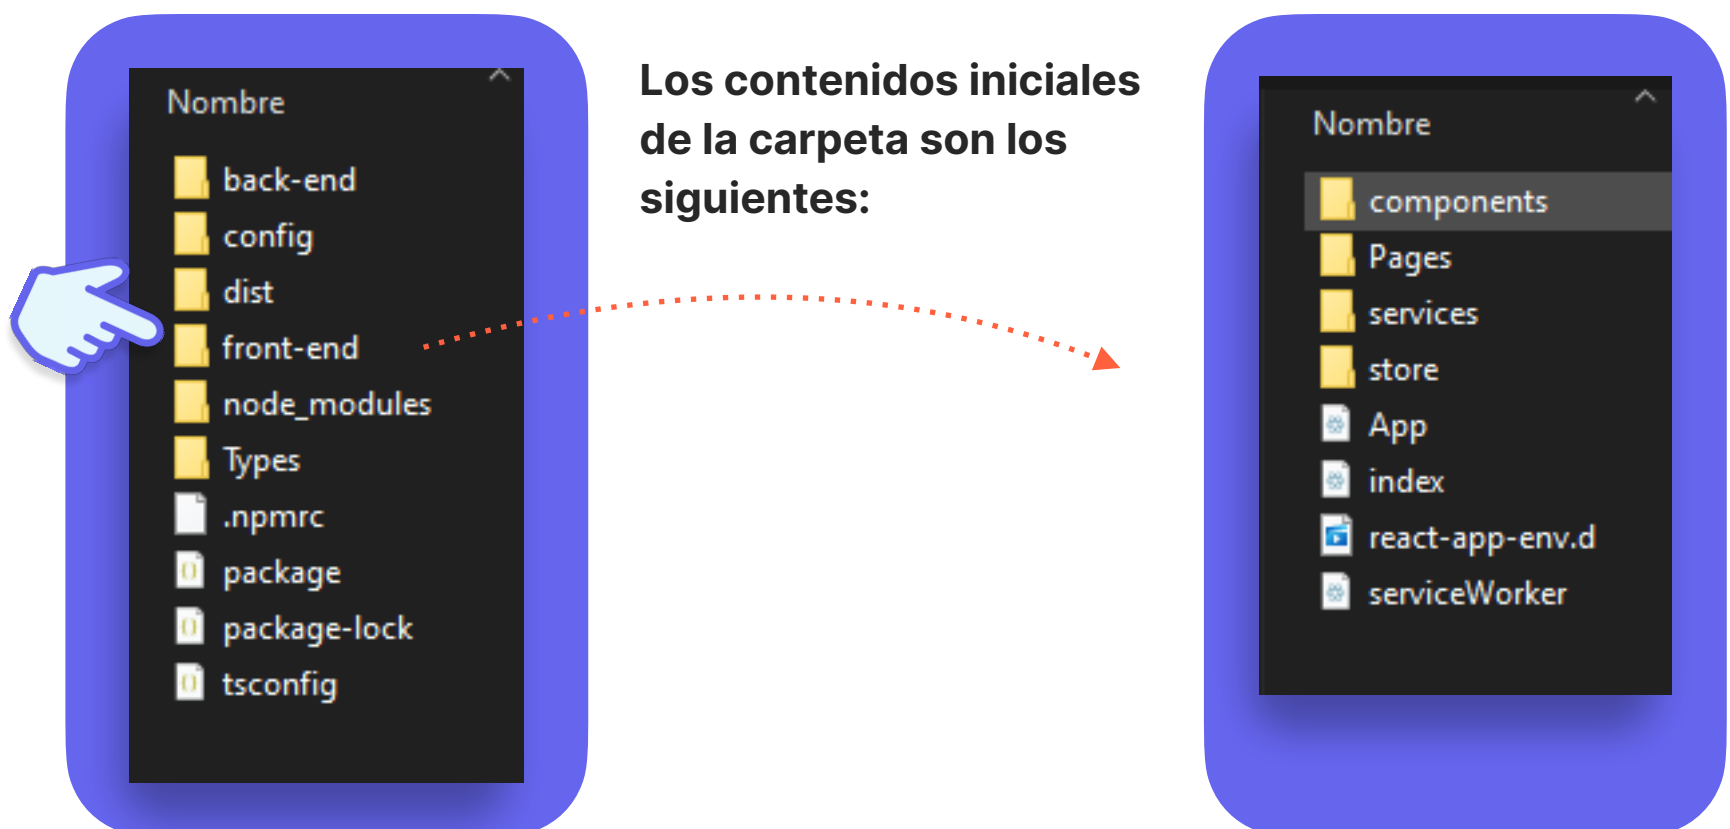 Nombre
back-end
config
dist
front-end
node_modules
Types
.npmrc
package
package-lock
tsconfig
Los contenidos iniciales
de la carpeta son los
siguientes:
Nombre
components
Pages
services
store
App
index
react-app-env.d
serviceWorker